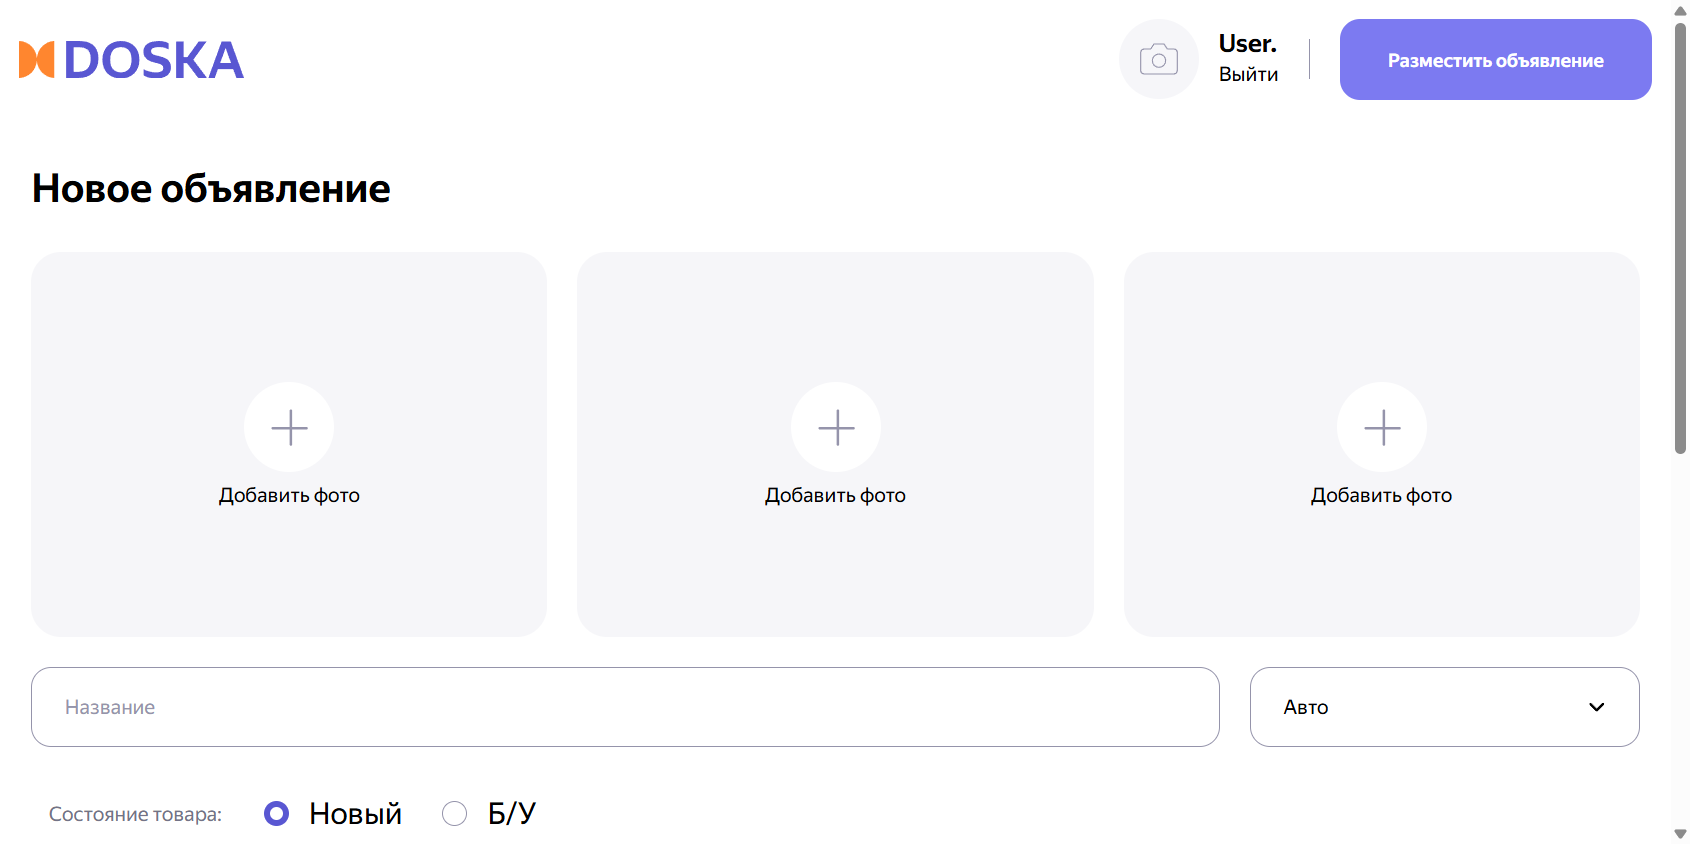 DOSKA
User.
Выйти
Разместить объявление
Новое объявление
Добавить фото
Добавить фото
Добавить фото
Название
Авто
Состояние товара:
Новый
Б/У